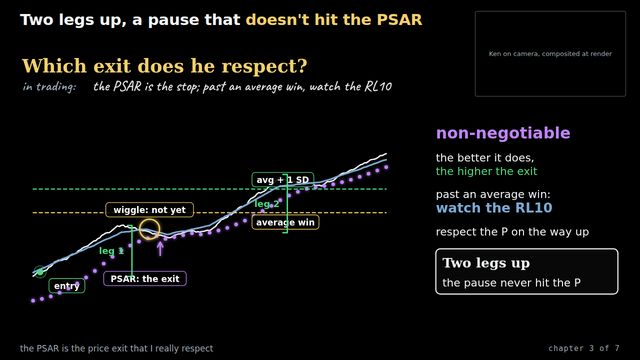 Two legs up, a pause that doesn't hit the PSAR
Ken on camera, composited at render
Which exit does he respect?
in trading: the PSAR is the stop; past an average win, watch the RL10
non-negotiable
the better it does,
the higher the exit
past an average win:
watch the RL10
respect the P on the way up
Two legs up
the pause never hit the P
avg + 1 SD
leg 2
wiggle: not yet
average win
leg 1
PSAR: the exit
entry
the PSAR is the price exit that I really respect
chapter 3 of 7